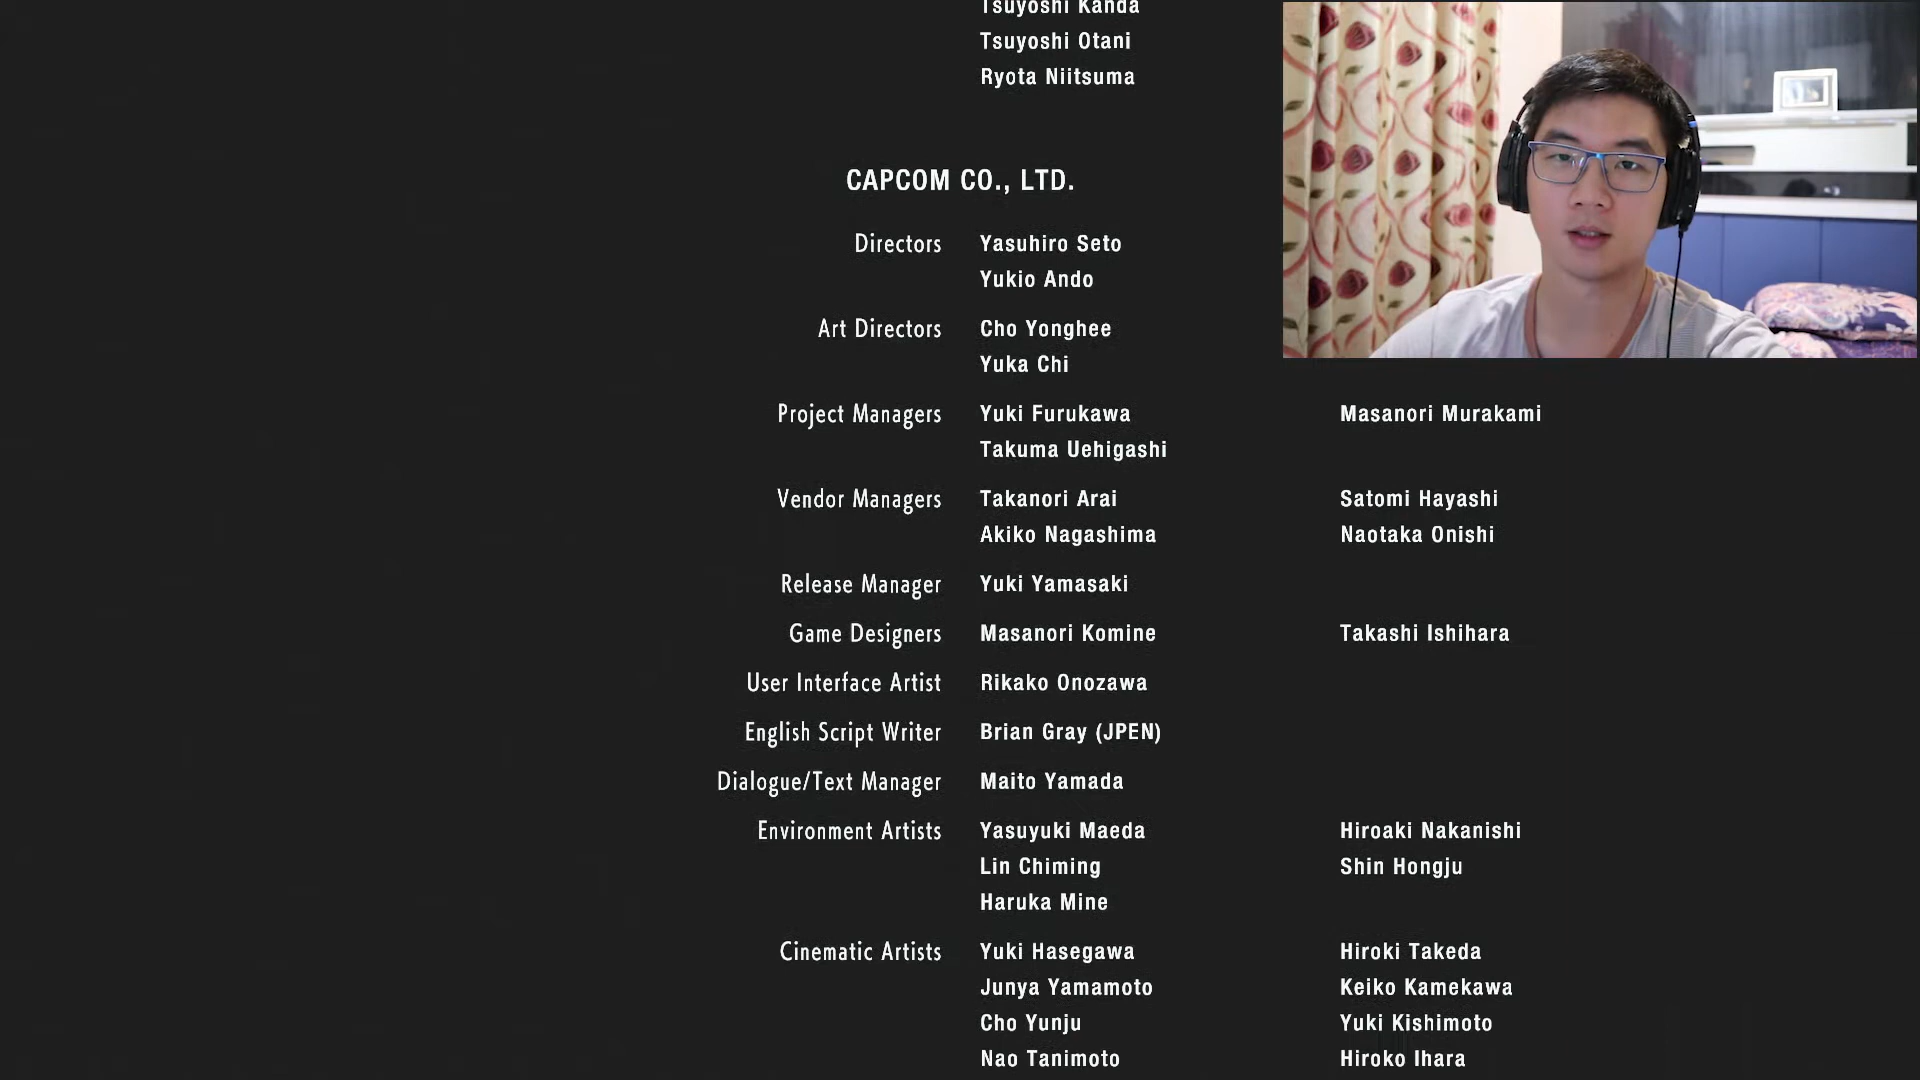 Tsuyoshi Kanda
Tsuyoshi Otani
Ryota Niitsuma
CAPCOM CO., LTD.
Directors Yasuhiro Seto
Yukio Ando
Art Directors Cho Yonghee
Yuka Chi
Project Managers Yuki Furukawa Masanori Murakami
Takuma Uehigashi
Vendor Managers Takanori Arai Satomi Hayashi
Akiko Nagashima Naotaka Onishi
Release Manager Yuki Yamasaki
Game Designers Masanori Komine Takashi Ishihara
User Interface Artist Rikako Onozawa
English Script Writer Brian Gray (JPEN)
Dialogue/Text Manager Maito Yamada
Environment Artists Yasuyuki Maeda Hiroaki Nakanishi
Lin Chiming Shin Hongju
Haruka Mine
Cinematic Artists Yuki Hasegawa Hiroki Takeda
Junya Yamamoto Keiko Kamekawa
Cho Yunju Yuki Kishimoto
Nao Tanimoto Hiroko Ihara